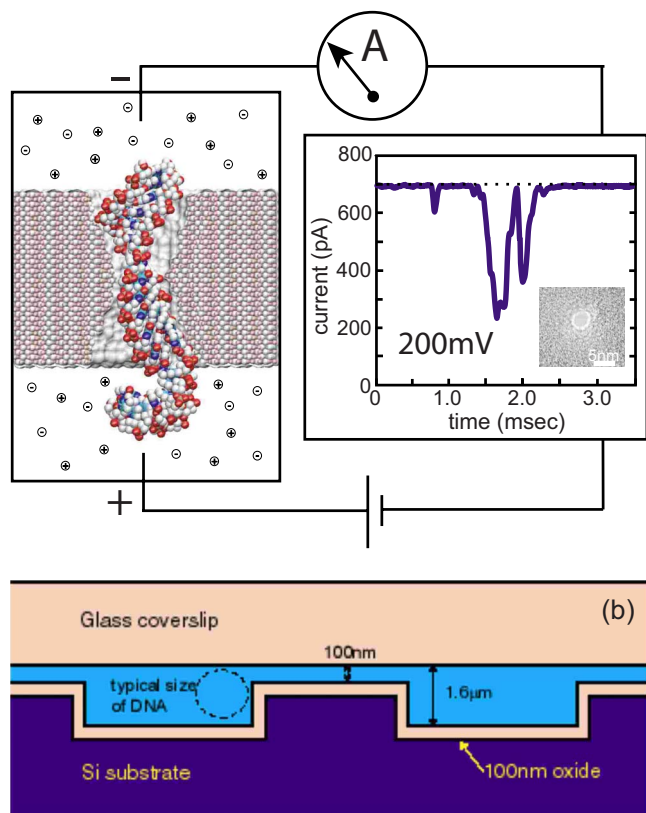 A
−
800
600
400
200
0
current (pA)
200mV
5nm
0 1.0 2.0 3.0
time (msec)
+
(b)
Glass coverslip
100nm
typical size
of DNA
1.6μm
Si substrate
100nm oxide